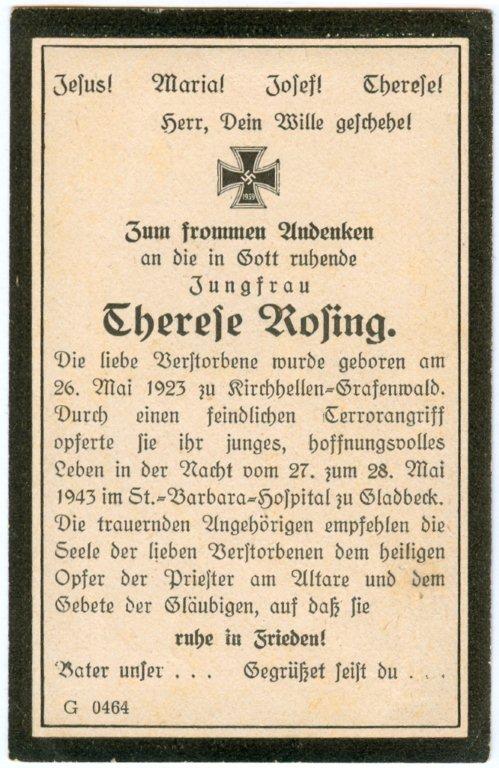 Jesus! Maria! Josef! Therese!
Herr, Dein Wille geschehe!
1939
Zum frommen Andenken
an die in Gott ruhende
Jungfrau
Therese Rosing.
Die liebe Verstorbene wurde geboren am
26. Mai 1923 zu Kirchhellen-Grafenwald.
Durch einen feindlichen Terrorangriff
opferte sie ihr junges, hoffnungsvolles
Leben in der Nacht vom 27. zum 28. Mai
1943 im St.-Barbara-Hospital zu Gladbeck.
Die trauernden Angehörigen empfehlen die
Seele der lieben Verstorbenen dem heiligen
Opfer der Priester am Altare und dem
Gebete der Gläubigen, auf daß sie
ruhe in Frieden!
Vater unser . . . Gegrüßet seist du . . .
G 0464